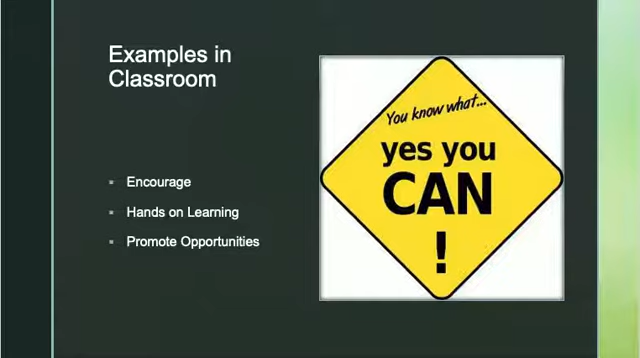 Examples in
Classroom
Encourage
Hands on Learning
Promote Opportunities
You know what...
yes you
CAN
!